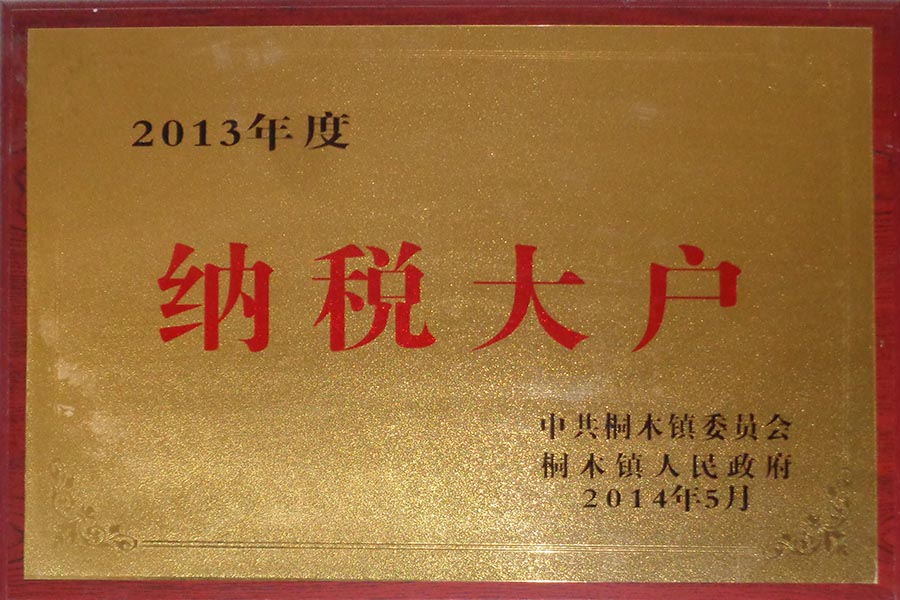 2013年度
纳税大户
中共桐木镇委员会
桐木镇人民政府
2014年5月